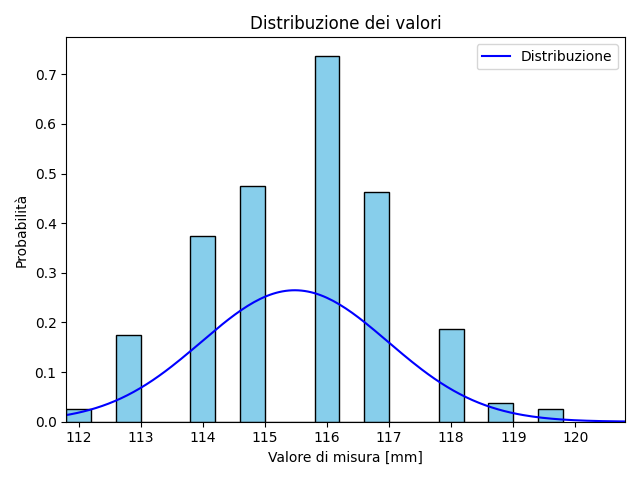 Distribuzione dei valori
Distribuzione
Probabilità
0.7
0.6
0.5
0.4
0.3
0.2
0.1
0.0
112 113 114 115 116 117 118 119 120
Valore di misura [mm]